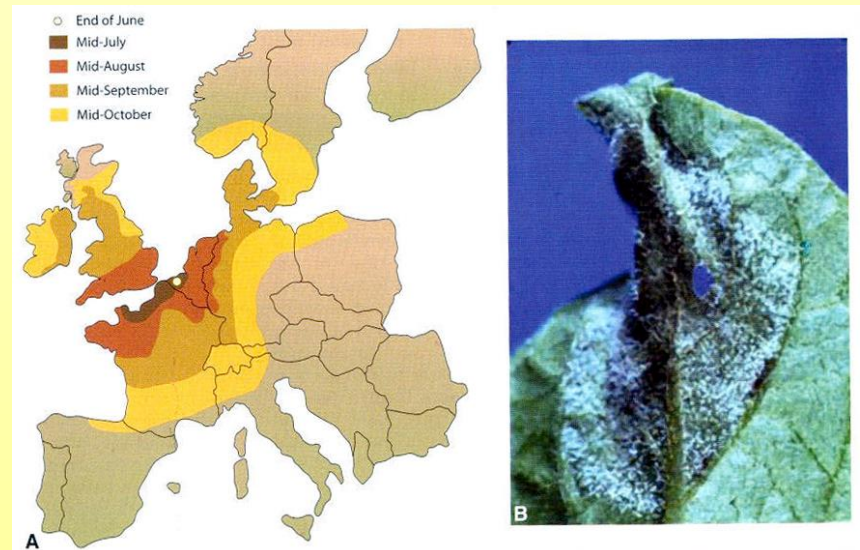 End of June
Mid-July
Mid-August
Mid-September
Mid-October
A
B